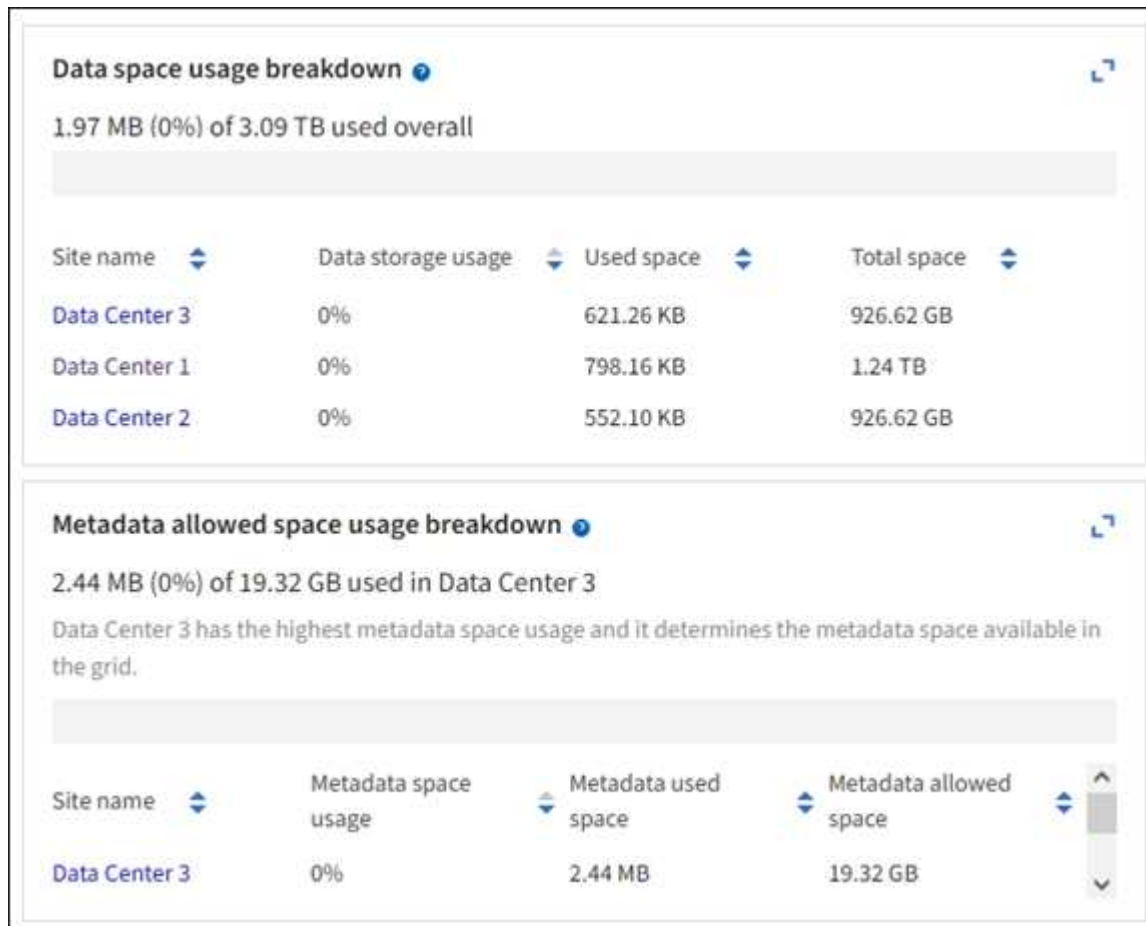 Data space usage breakdown ?
1.97 MB (0%) of 3.09 TB used overall
Site name Data storage usage Used space Total space
Data Center 3 0% 621.26 KB 926.62 GB
Data Center 1 0% 798.16 KB 1.24 TB
Data Center 2 0% 552.10 KB 926.62 GB
Metadata allowed space usage breakdown ?
2.44 MB (0%) of 19.32 GB used in Data Center 3
Data Center 3 has the highest metadata space usage and it determines the metadata space available in
the grid.
Site name Metadata space usage Metadata used space Metadata allowed space
Data Center 3 0% 2.44 MB 19.32 GB